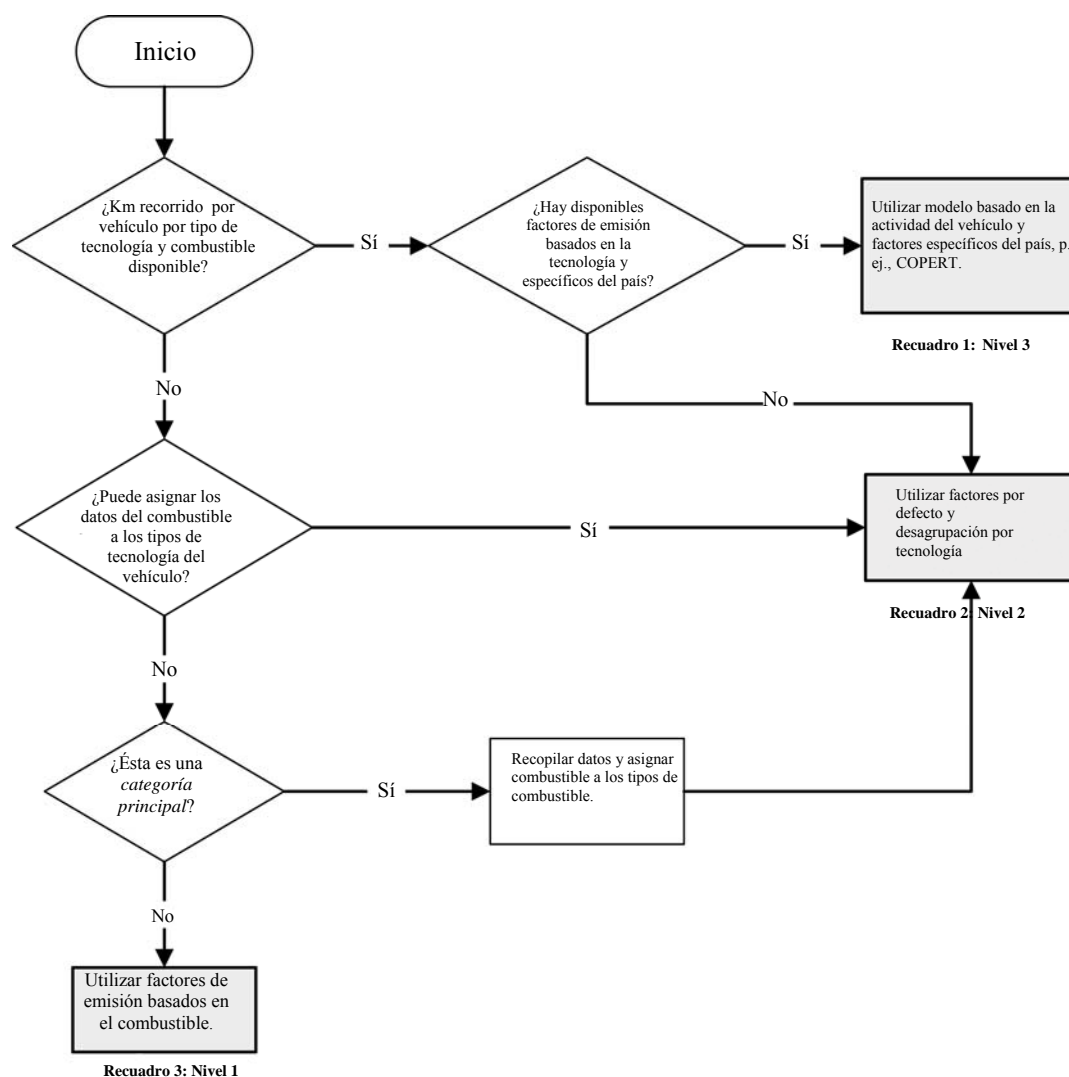 Inicio
¿Km recorrido por
vehículo por tipo de
tecnología y combustible
disponible?
Sí
¿Hay disponibles
factores de emisión
basados en la
tecnología y
específicos del país?
Sí
Utilizar modelo basado en la
actividad del vehículo y
factores específicos del país, p.
ej., COPERT.
Recuadro 1: Nivel 3
No
No
¿Puede asignar los
datos del combustible
a los tipos de
tecnología del
vehículo?
Sí
Utilizar factores por
defecto y
desagrupación por
tecnología
Recuadro 2: Nivel 2
No
¿Ésta es una
categoría
principal?
Sí
Recopilar datos y asignar
combustible a los tipos de
combustible.
No
Utilizar factores de
emisión basados en
el combustible.
Recuadro 3: Nivel 1